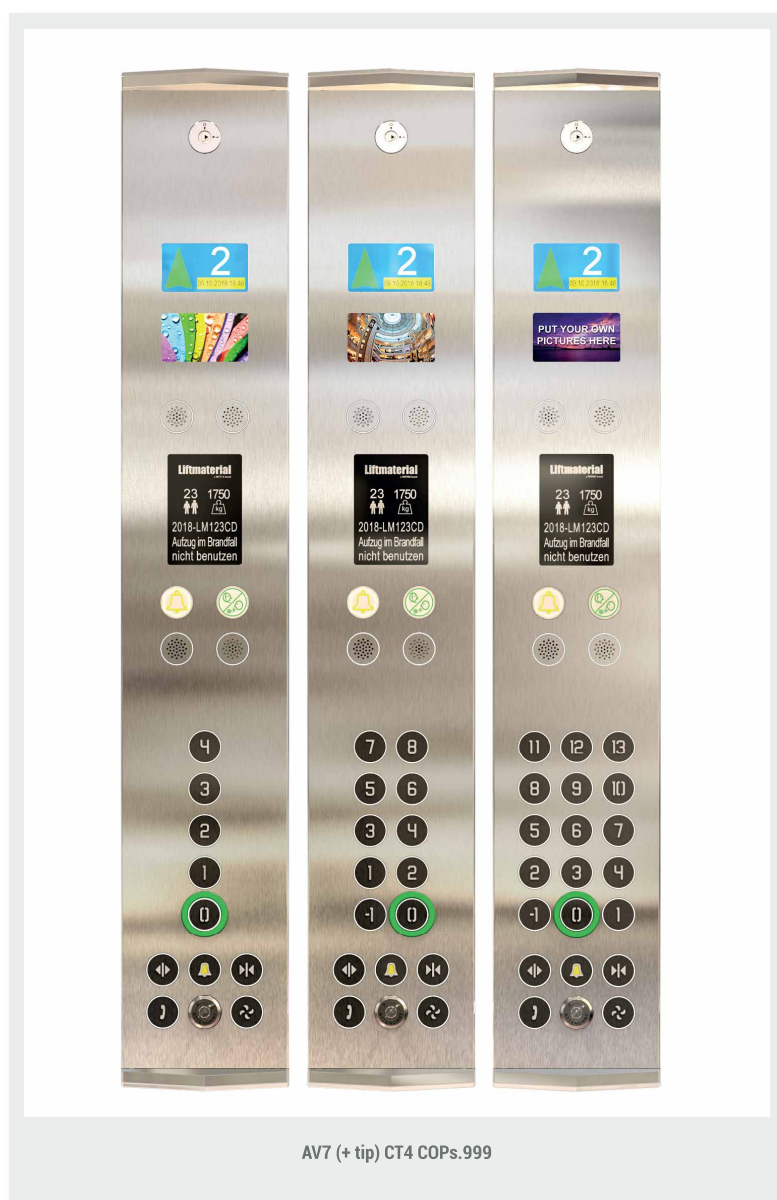 2
09.10.2018 18:46
Liftmaterial
23 1750
kg
2018-LM123CD
Aufzug im Brandfall
nicht benutzen
4
3
2
1
0
2
09.10.2018 18:46
Liftmaterial
23 1750
kg
2018-LM123CD
Aufzug im Brandfall
nicht benutzen
7 8
5 6
3 4
1 2
-1 0
2
09.10.2018 18:46
PUT YOUR OWN
PICTURES HERE
Liftmaterial
23 1750
kg
2018-LM123CD
Aufzug im Brandfall
nicht benutzen
11 12 13
8 9 10
5 6 7
2 3 4
-1 0 1
AV7 (+ tip) CT4 COPs.999